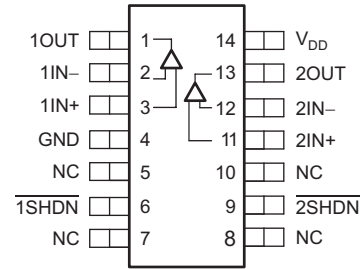 1OUT 1 14 V_DD
1IN− 2 13 2OUT
1IN+ 3 12 2IN−
GND 4 11 2IN+
NC 5 10 NC
1SHDN 6 9 2SHDN
NC 7 8 NC